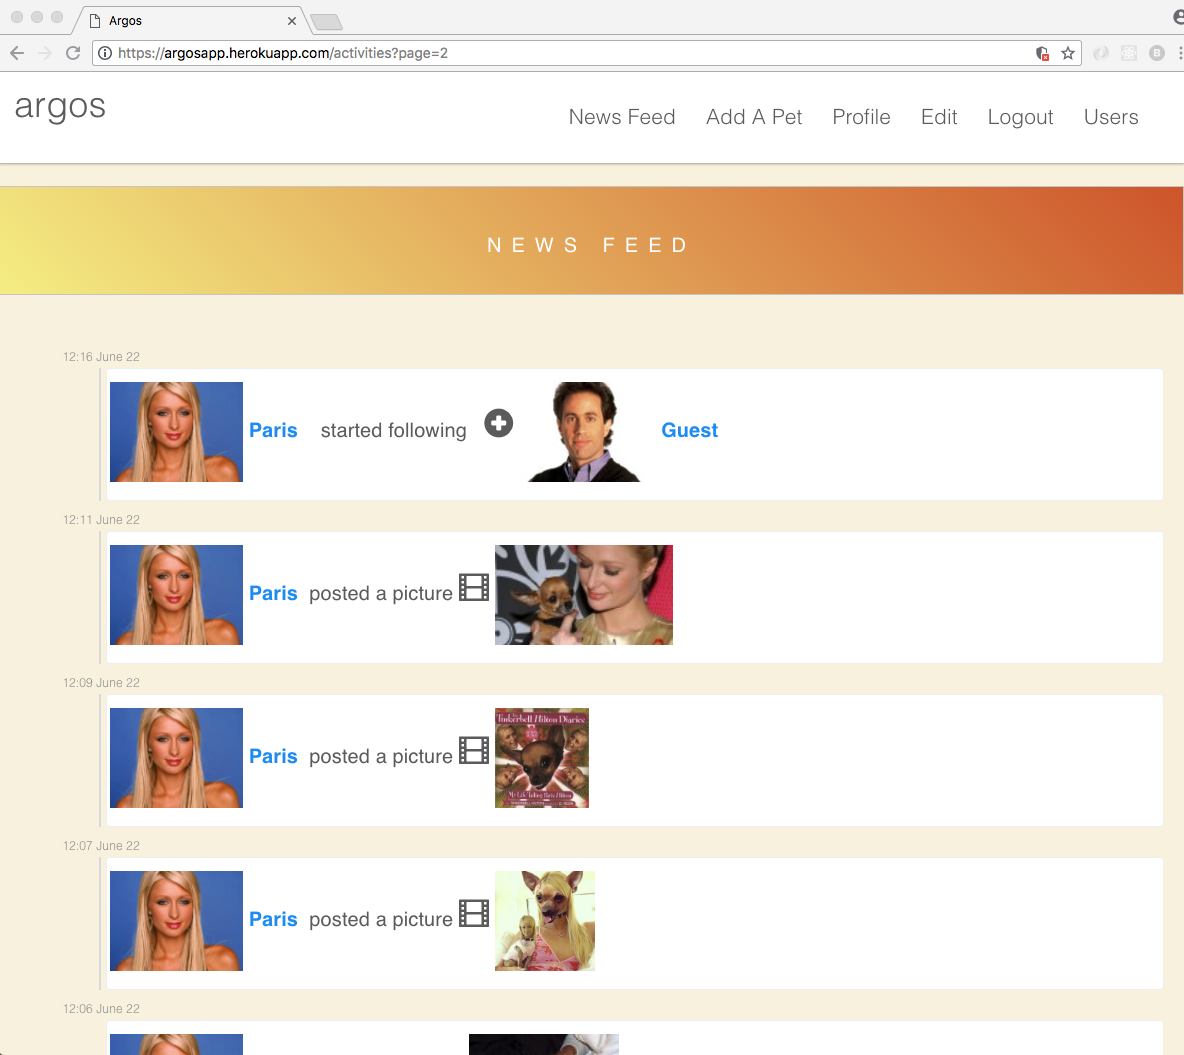 Argos
https://argosapp.herokuapp.com/activities?page=2
B
argos
News Feed Add A Pet Profile Edit Logout Users
NEWS FEED
12:16 June 22
Paris started following Guest
12:11 June 22
Paris posted a picture
12:09 June 22
Paris posted a picture
Tinkerbell Hilton Diaries
12:07 June 22
Paris posted a picture
12:06 June 22